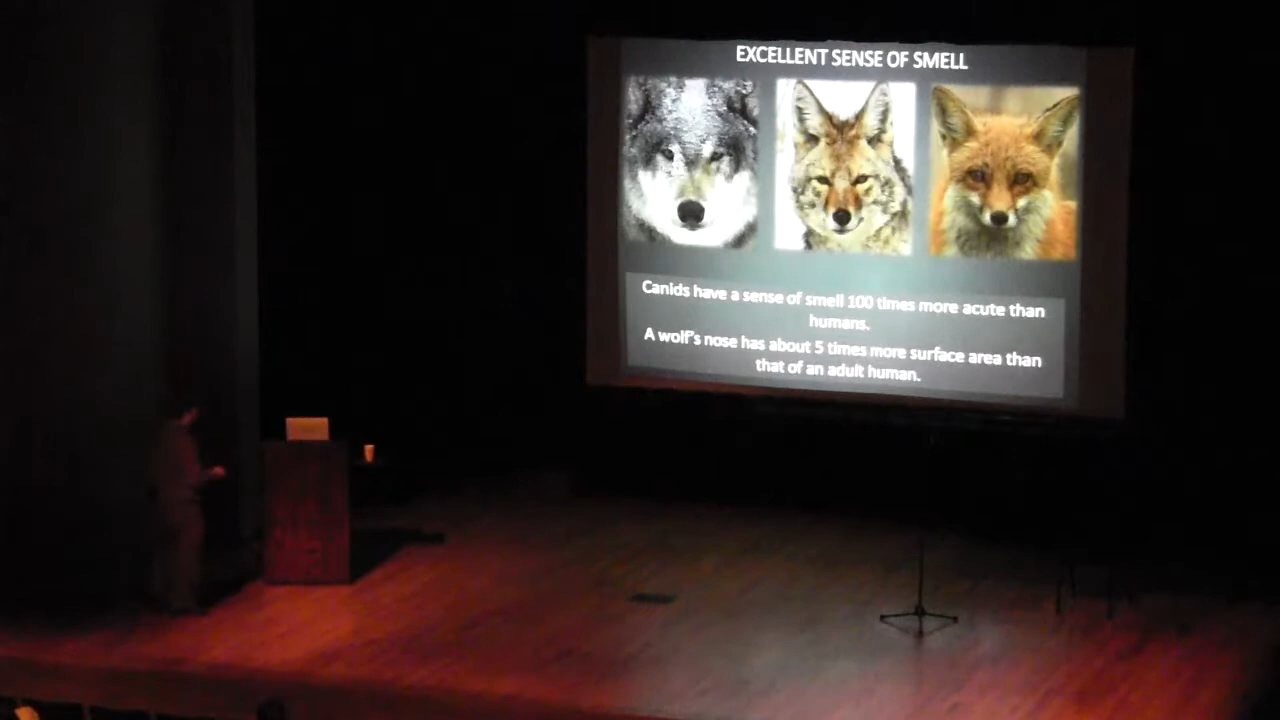 EXCELLENT SENSE OF SMELL
Canids have a sense of smell 100 times more acute than
humans.
A wolf's nose has about 5 times more surface area than
that of an adult human.